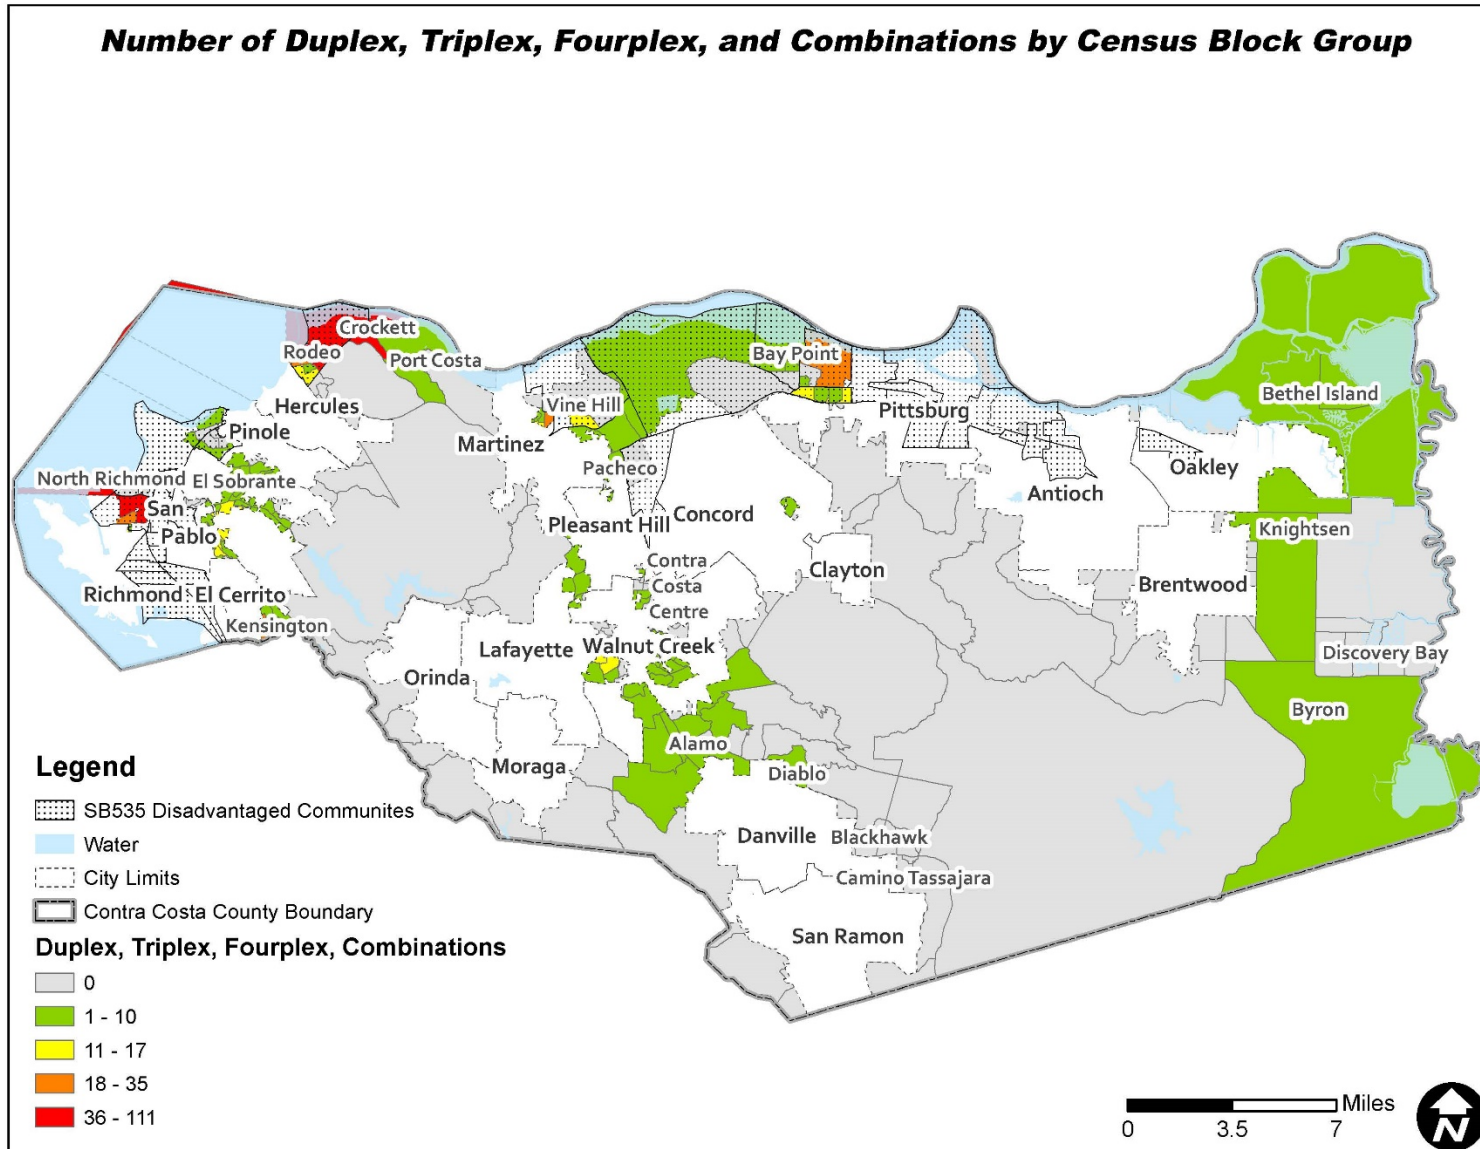 Number of Duplex, Triplex, Fourplex, and Combinations by Census Block Group
Crockett
Rodeo
Port Costa
Hercules
Pinole
North Richmond
El Sobrante
San
Pablo
Richmond
El Cerrito
Kensington
Martinez
Vine Hill
Pacheco
Pleasant Hill
Concord
Contra
Costa
Centre
Bay Point
Pittsburg
Antioch
Oakley
Bethel Island
Knightsen
Brentwood
Clayton
Discovery Bay
Byron
Lafayette
Walnut Creek
Orinda
Moraga
Alamo
Diablo
Danville
Blackhawk
Camino Tassajara
San Ramon
Legend
SB535 Disadvantaged Communites
Water
City Limits
Contra Costa County Boundary
Duplex, Triplex, Fourplex, Combinations
0
1 - 10
11 - 17
18 - 35
36 - 111
Miles
0 3.5 7
N